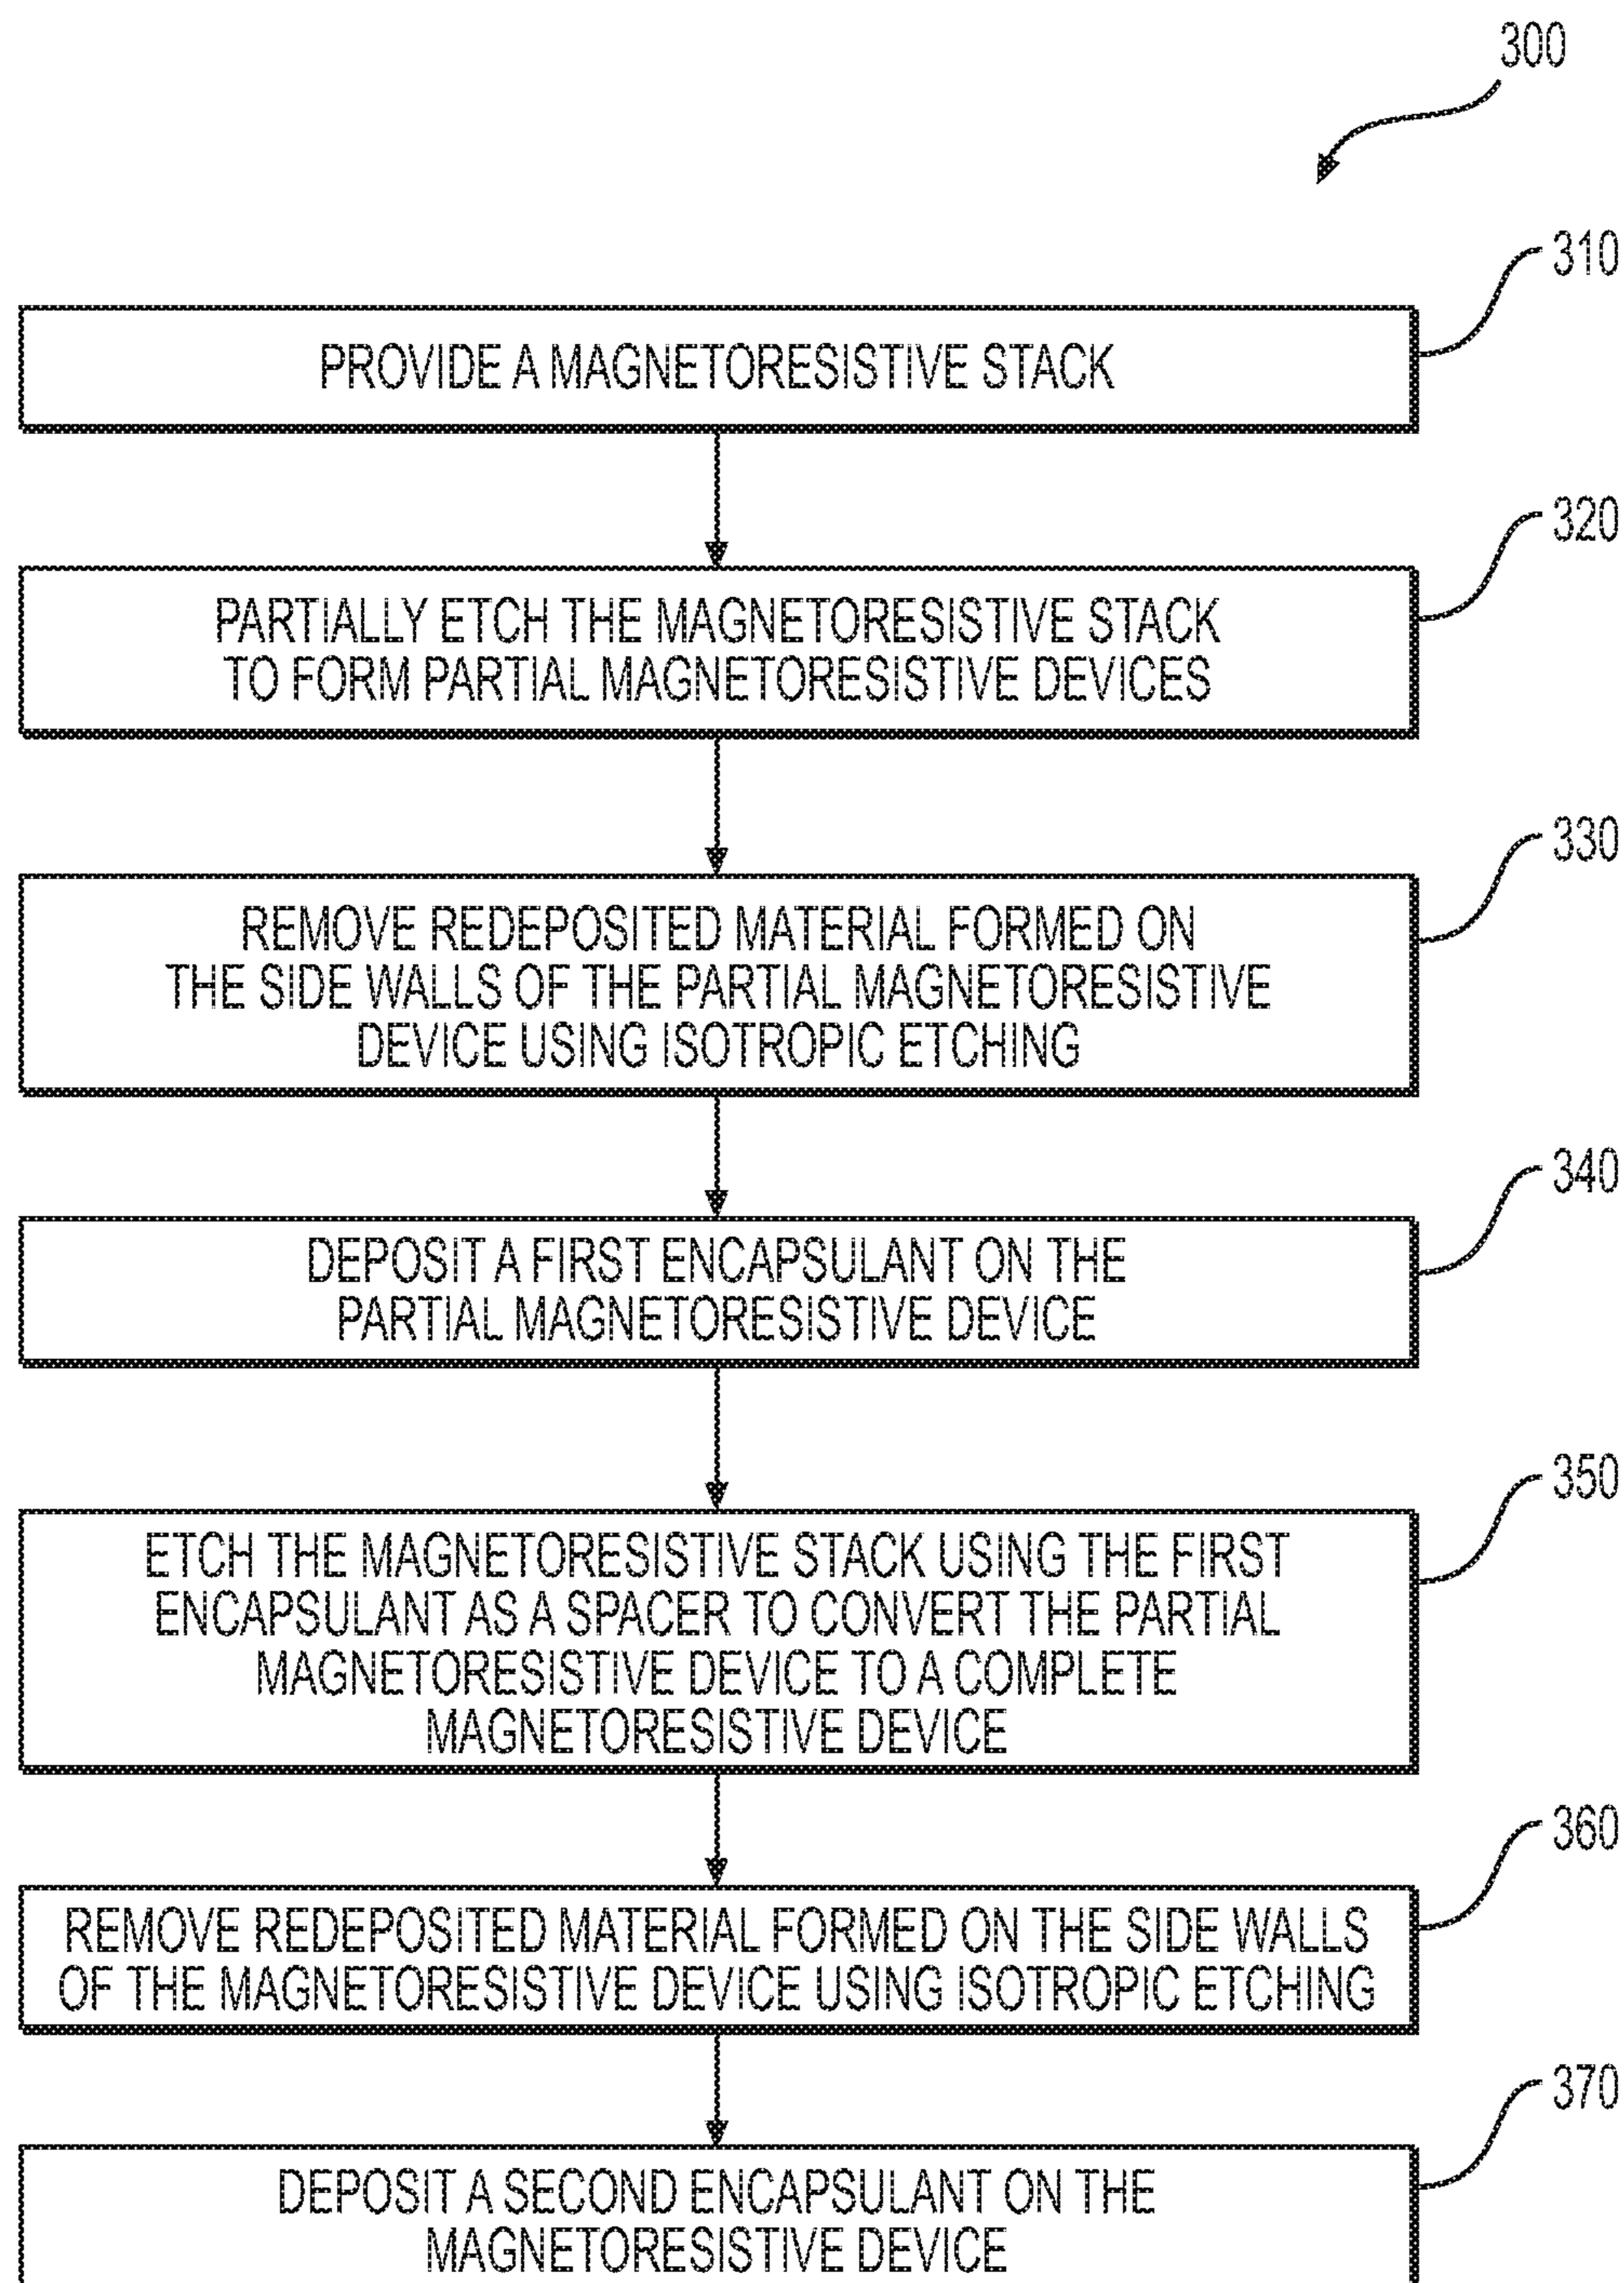 300
310
PROVIDE A MAGNETORESISTIVE STACK
320
PARTIALLY ETCH THE MAGNETORESISTIVE STACK
TO FORM PARTIAL MAGNETORESISTIVE DEVICES
330
REMOVE REDEPOSITED MATERIAL FORMED ON
THE SIDE WALLS OF THE PARTIAL MAGNETORESISTIVE
DEVICE USING ISOTROPIC ETCHING
340
DEPOSIT A FIRST ENCAPSULANT ON THE
PARTIAL MAGNETORESISTIVE DEVICE
350
ETCH THE MAGNETORESISTIVE STACK USING THE FIRST
ENCAPSULANT AS A SPACER TO CONVERT THE PARTIAL
MAGNETORESISTIVE DEVICE TO A COMPLETE
MAGNETORESISTIVE DEVICE
360
REMOVE REDEPOSITED MATERIAL FORMED ON THE SIDE WALLS
OF THE MAGNETORESISTIVE DEVICE USING ISOTROPIC ETCHING
370
DEPOSIT A SECOND ENCAPSULANT ON THE
MAGNETORESISTIVE DEVICE